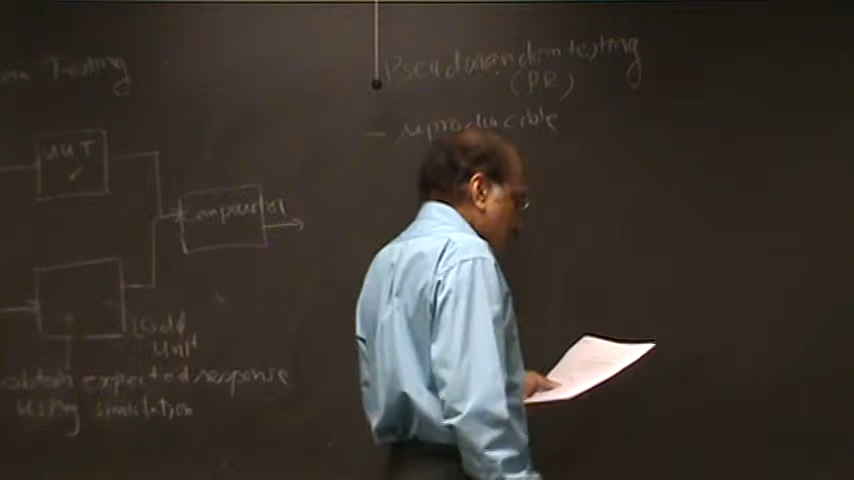 Testing
UUT
Comparator
Gold
Unit
obtain expected response
using simulation
Pseudorandom testing
(PR)
- reproducible